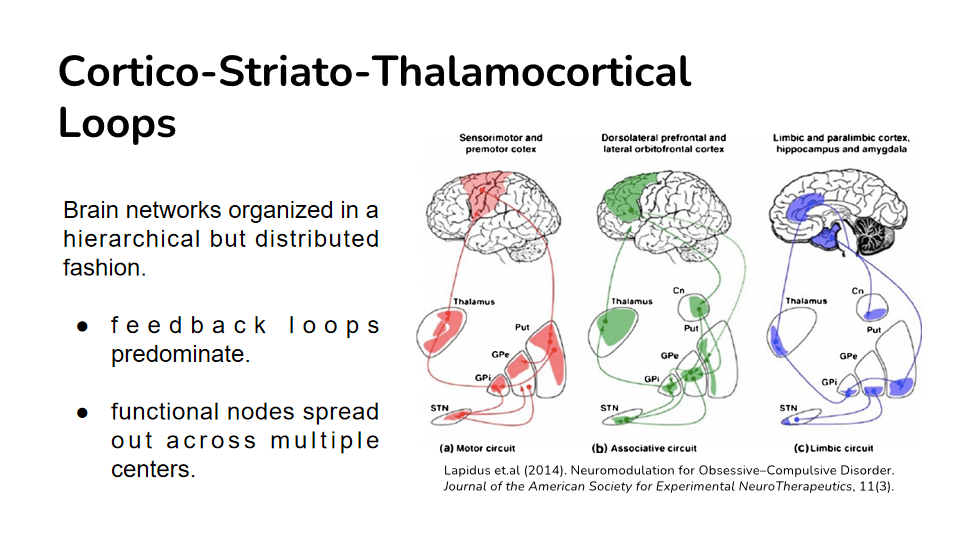 Cortico-Striato-Thalamocortical
Loops
Brain networks organized in a
hierarchical but distributed
fashion.
● feedback loops
predominate.
● functional nodes spread
out across multiple
centers.
Sensorimotor and
premotor cotex
Thalamus
Put
GPe
GPi
STN
(a) Motor circuit
Dorsolateral prefrontal and
lateral orbitofrontal cortex
Cn
Thalamus
Put
GPe
GPi
STN
(b) Associative circuit
Limbic and paralimbic cortex,
hippocampus and amygdala
Cn
Thalamus
Put
GPe
GPi
STN
(c) Limbic circuit
Lapidus et.al (2014). Neuromodulation for Obsessive–Compulsive Disorder.
Journal of the American Society for Experimental NeuroTherapeutics, 11(3).